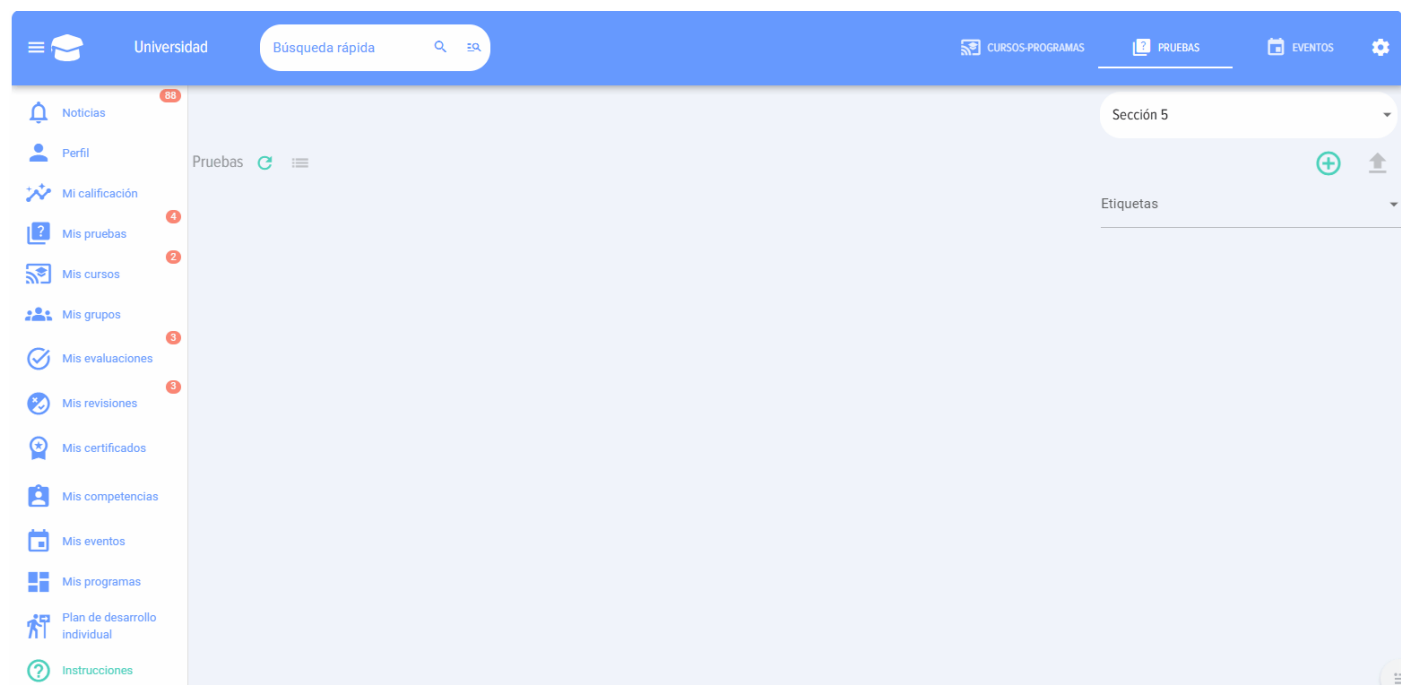 Universidad
Búsqueda rápida
CURSOS-PROGRAMAS
PRUEBAS
EVENTOS
88
Noticias
Sección 5
Perfil
Pruebas
Mi calificación
Etiquetas
4
Mis pruebas
2
Mis cursos
Mis grupos
3
Mis evaluaciones
3
Mis revisiones
Mis certificados
Mis competencias
Mis eventos
Mis programas
Plan de desarrollo
individual
Instrucciones